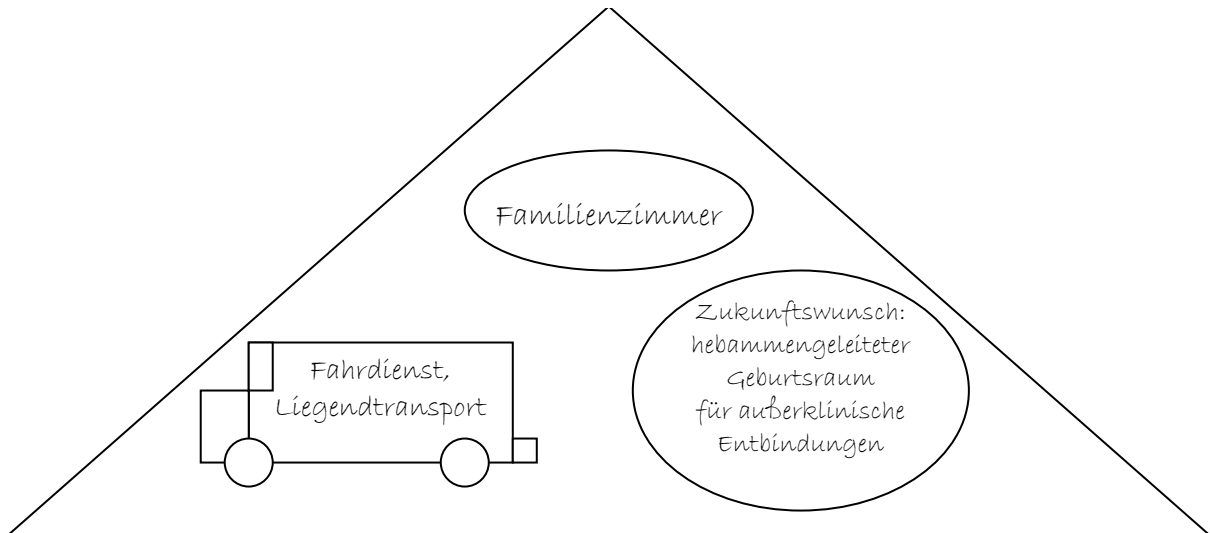 Familienzimmer
Zukunftswunsch:
hebammengeleiteter
Geburtsraum
für außerklinische
Entbindungen
Fahrdienst,
Liegendtransport